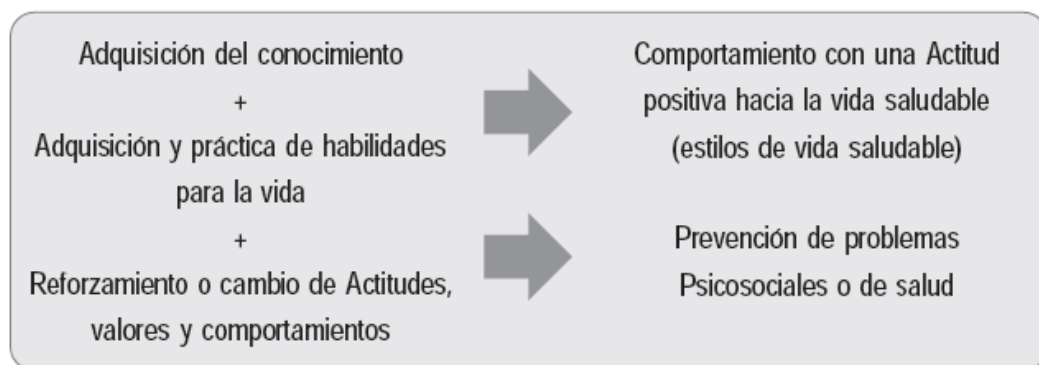 Adquisición del conocimiento
+
Adquisición y práctica de habilidades
para la vida
+
Reforzamiento o cambio de Actitudes,
valores y comportamientos
Comportamiento con una Actitud
positiva hacia la vida saludable
(estilos de vida saludable)
Prevención de problemas
Psicosociales o de salud